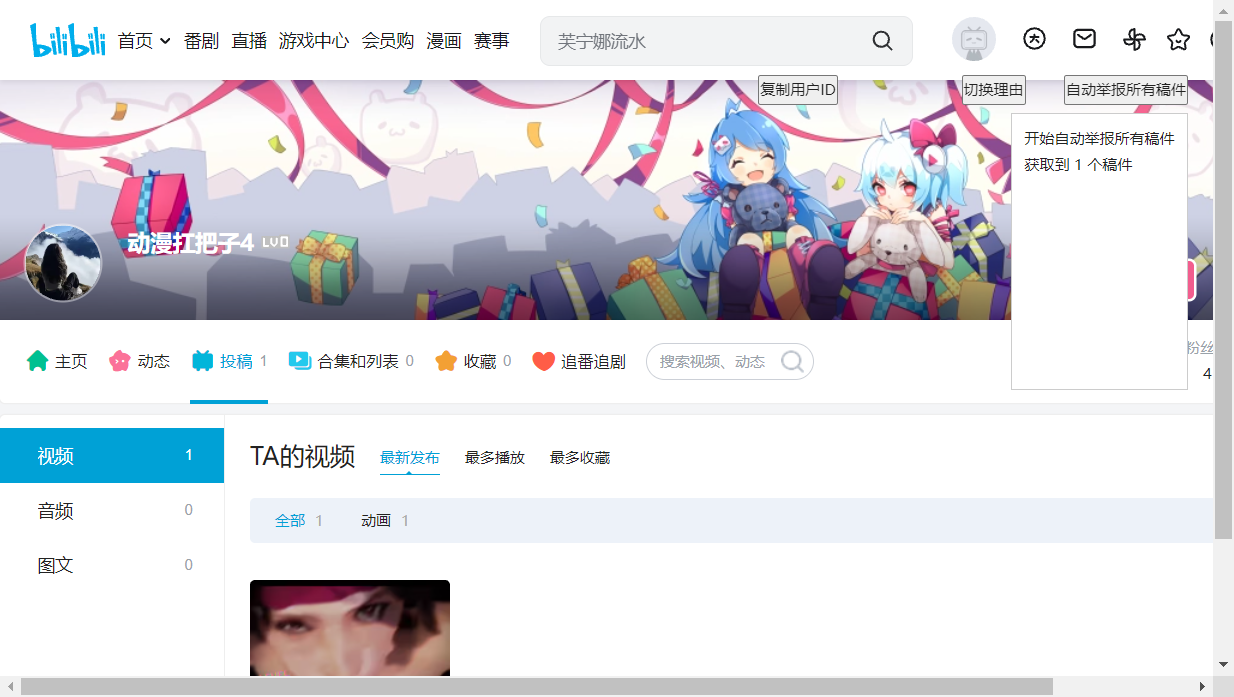 bilibili 首页 番剧 直播 游戏中心 会员购 漫画 赛事 芙宁娜流水
复制用户ID 切换理由 自动举报所有稿件
开始自动举报所有稿件
获取到 1 个稿件
动漫扛把子4 LV0
主页 动态 投稿 1 合集和列表 0 收藏 0 追番追剧 搜索视频、动态 粉丝
4
视频 1
音频 0
图文 0
TA的视频 最新发布 最多播放 最多收藏
全部 1 动画 1